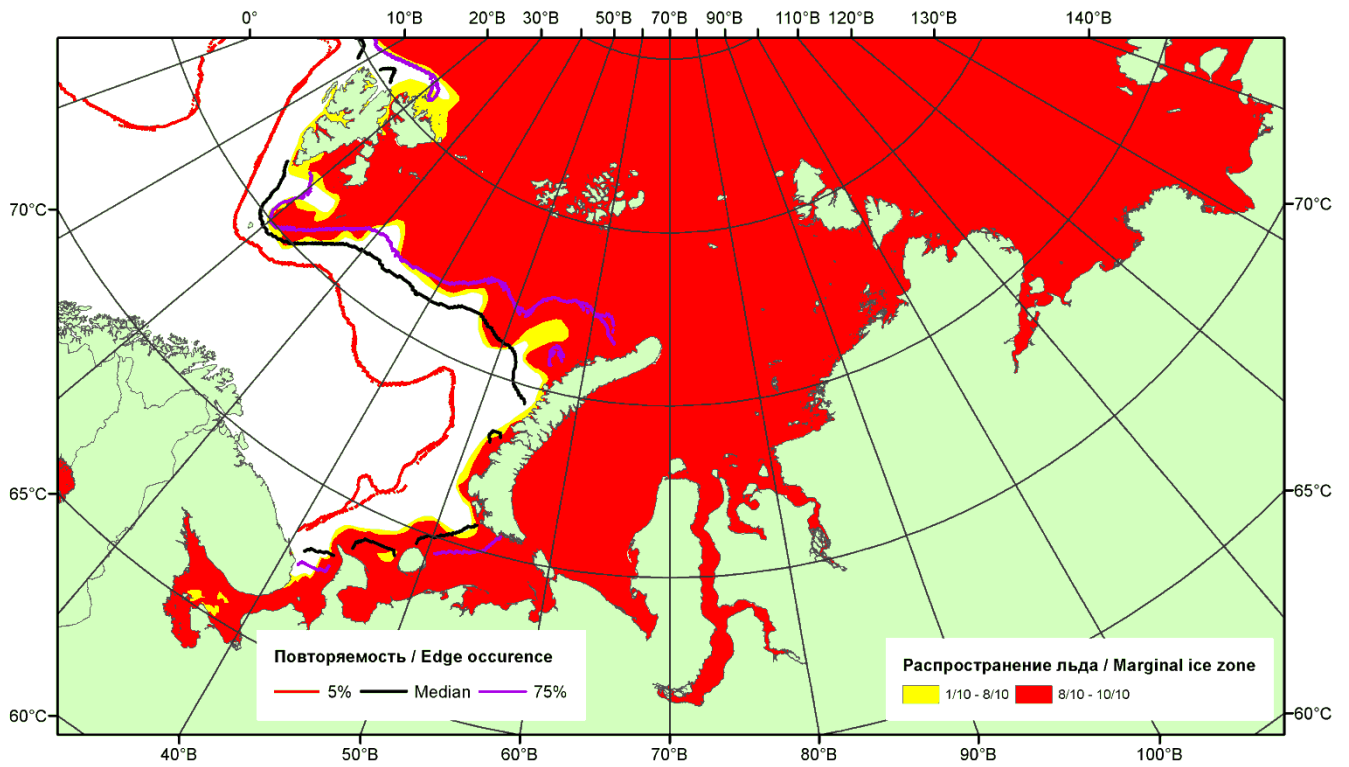 0° 10°В 20°В 30°В 50°В 70°В 90°В 110°В 120°В 130°В 140°В
70°С 70°С
65°С 65°С
60°С 60°С
Повторяемость / Edge occurence
5% Median 75%
Распространение льда / Marginal ice zone
1/10 - 8/10 8/10 - 10/10
40°В 50°В 60°В 70°В 80°В 90°В 100°В